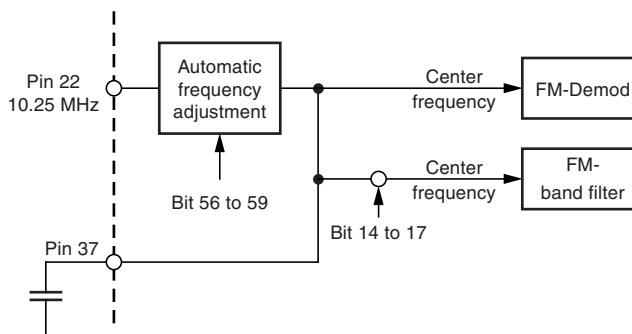 Pin 22
10.25 MHz
Automatic
frequency
adjustment
Center
frequency
FM-Demod
Bit 56 to 59
Center
frequency
FM-
band filter
Bit 14 to 17
Pin 37